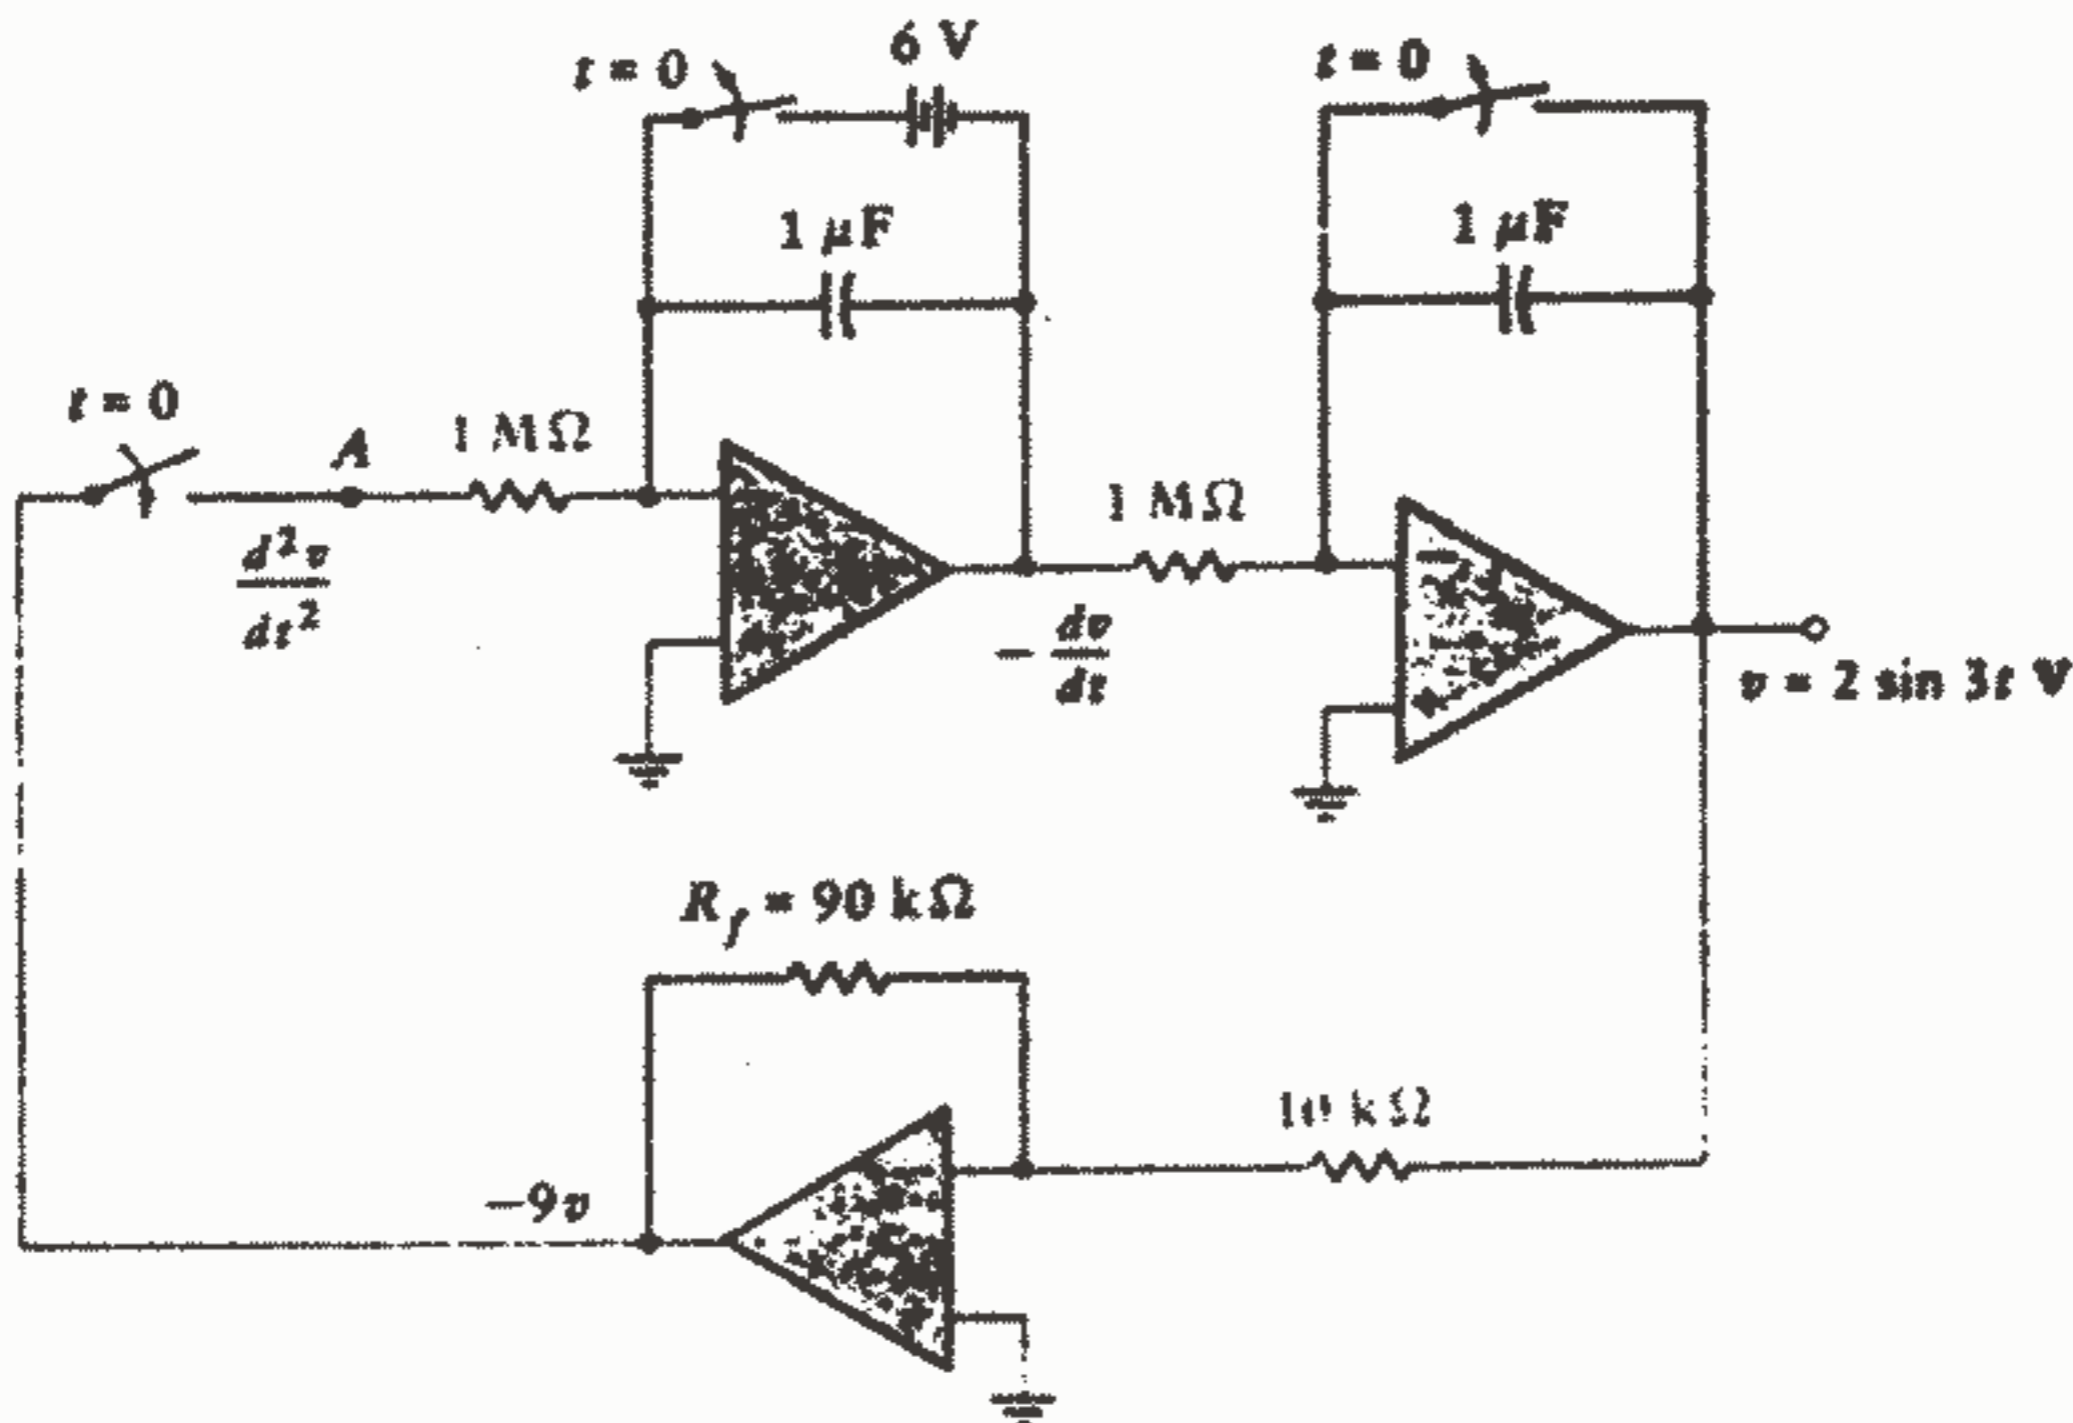 t = 0
6 V
t = 0
1 μF
1 μF
t = 0
A
1 MΩ
1 MΩ
d²v
dt²
− dv
dt
v = 2 sin 3t V
R_f = 90 kΩ
10 kΩ
−9v